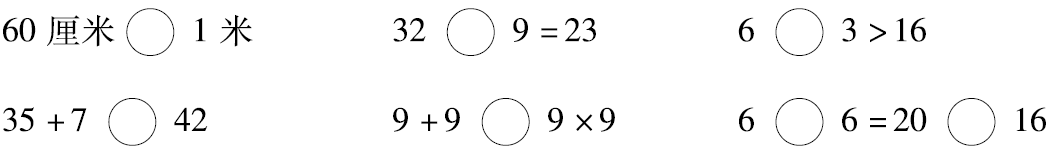 60 厘米 ◯ 1 米 32 ◯ 9 = 23 6 ◯ 3 > 16
35 + 7 ◯ 42 9 + 9 ◯ 9 × 9 6 ◯ 6 = 20 ◯ 16